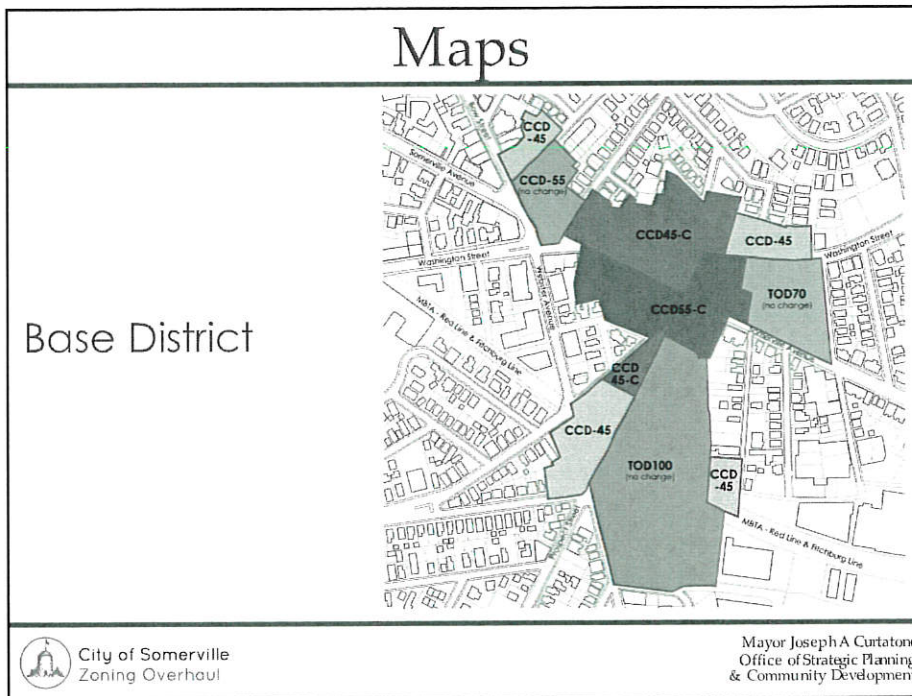 Maps
Base District
CCD
-45
CCD-55
(no change)
Somerville Avenue
CCD45-C
CCD-45
Washington Street
Washington Street
Webster Avenue
TOD70
(no change)
CCD55-C
MBTA - Red Line & Fitchburg Line
CCD
45-C
CCD-45
TOD100
(no change)
CCD
-45
Prospect Street
MBTA - Red Line & Fitchburg Line
City of Somerville
Zoning Overhaul
Mayor Joseph A Curtatone
Office of Strategic Planning
& Community Development